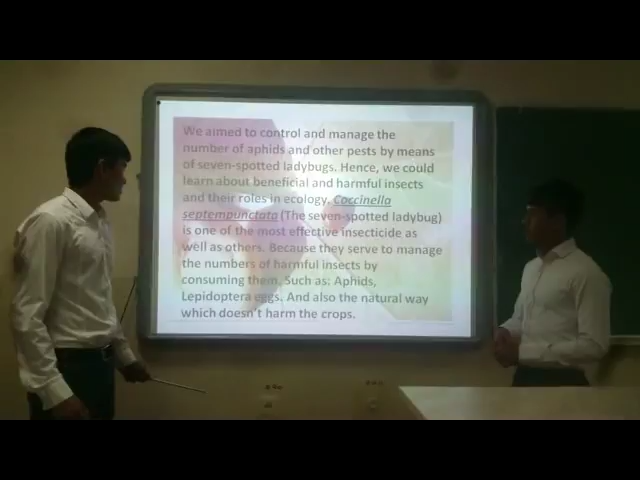 We aimed to control and manage the
number of aphids and other pests by means
of seven-spotted ladybugs. Hence, we could
learn about beneficial and harmful insects
and their roles in ecology. Coccinella
septempunctata (The seven-spotted ladybug)
is one of the most effective insecticide as
well as others. Because they serve to manage
the numbers of harmful insects by
consuming them. Such as: Aphids,
Lepidoptera eggs. And also the natural way
which doesn't harm the crops.